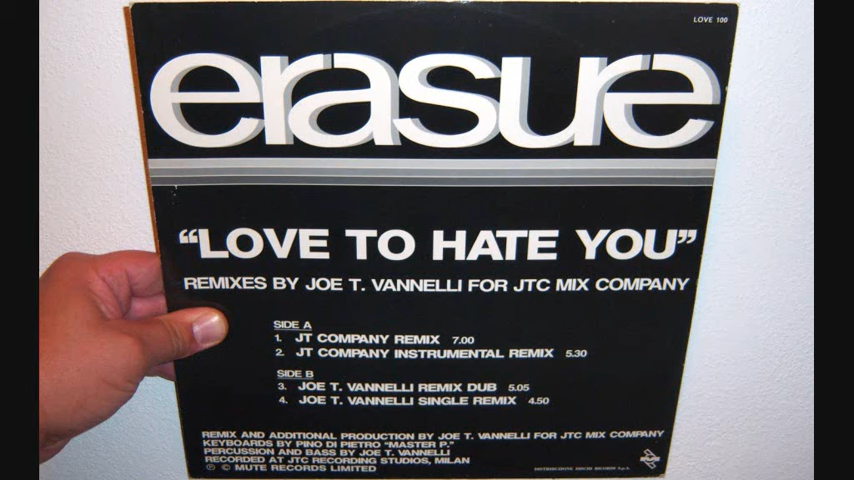 LOVE 100
erasure
“LOVE TO HATE YOU”
REMIXES BY JOE T. VANNELLI FOR JTC MIX COMPANY
SIDE A
1. JT COMPANY REMIX 7.00
2. JT COMPANY INSTRUMENTAL REMIX 5.30
SIDE B
3. JOE T. VANNELLI REMIX DUB 5.05
4. JOE T. VANNELLI SINGLE REMIX 4.50
REMIX AND ADDITIONAL PRODUCTION BY JOE T. VANNELLI FOR JTC MIX COMPANY
KEYBOARDS BY PINO DI PIETRO "MASTER P."
PERCUSSION AND BASS BY JOE T. VANNELLI
RECORDED AT JTC RECORDING STUDIOS, MILAN
℗ © MUTE RECORDS LIMITED